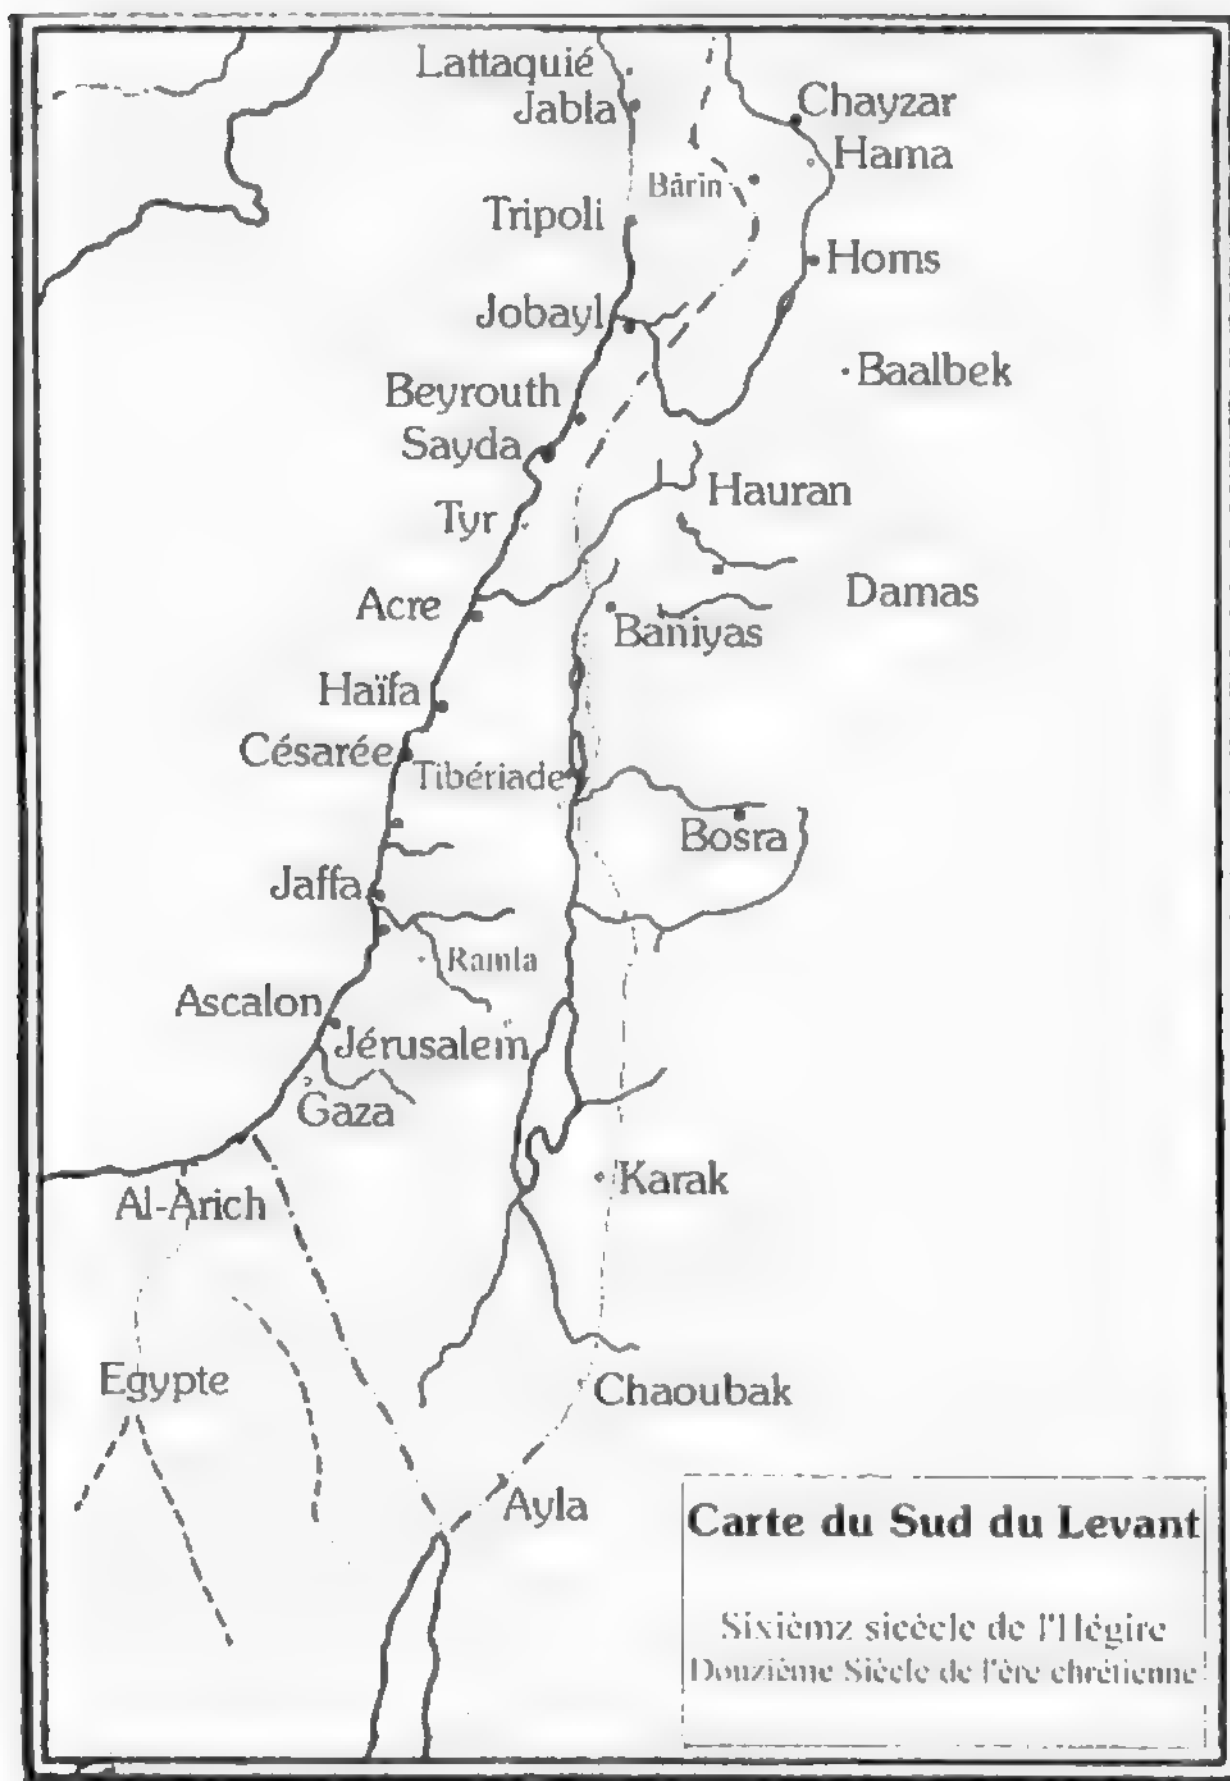 Lattaquié
Jabla
Chayzar
Hama
Bârin
Tripoli
Homs
Jobayl
Baalbek
Beyrouth
Sayda
Hauran
Tyr
Damas
Acre
Baniyas
Haïfa
Césarée
Tibériade
Bosra
Jaffa
Ramla
Ascalon
Jérusalem
Gaza
Karak
Al-Arich
Egypte
Chaoubak
Ayla
Carte du Sud du Levant
Sixièmz sièècle de l'Hégire
Douzième Siècle de l'ère chrétienne